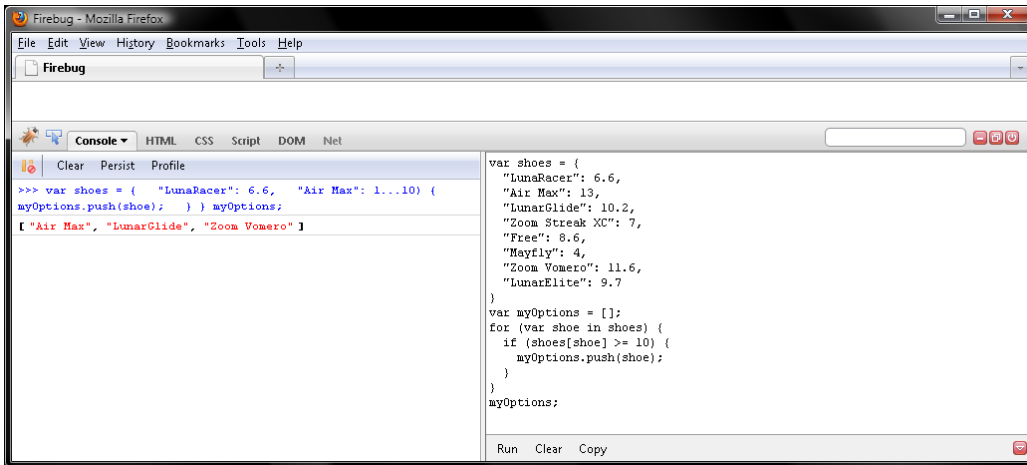 Firebug - Mozilla Firefox
File Edit View History Bookmarks Tools Help
Firebug
Console HTML CSS Script DOM Net
Clear Persist Profile
>>> var shoes = { "LunaRacer": 6.6, "Air Max": 1...10) {
myOptions.push(shoe); } } myOptions;
["Air Max", "LunarGlide", "Zoom Vomero"]
var shoes = {
"LunaRacer": 6.6,
"Air Max": 13,
"LunarGlide": 10.2,
"Zoom Streak XC": 7,
"Free": 8.6,
"Mayfly": 4,
"Zoom Vomero": 11.6,
"LunarElite": 9.7
}
var myOptions = [];
for (var shoe in shoes) {
if (shoes[shoe] >= 10) {
myOptions.push(shoe);
}
}
myOptions;
Run Clear Copy